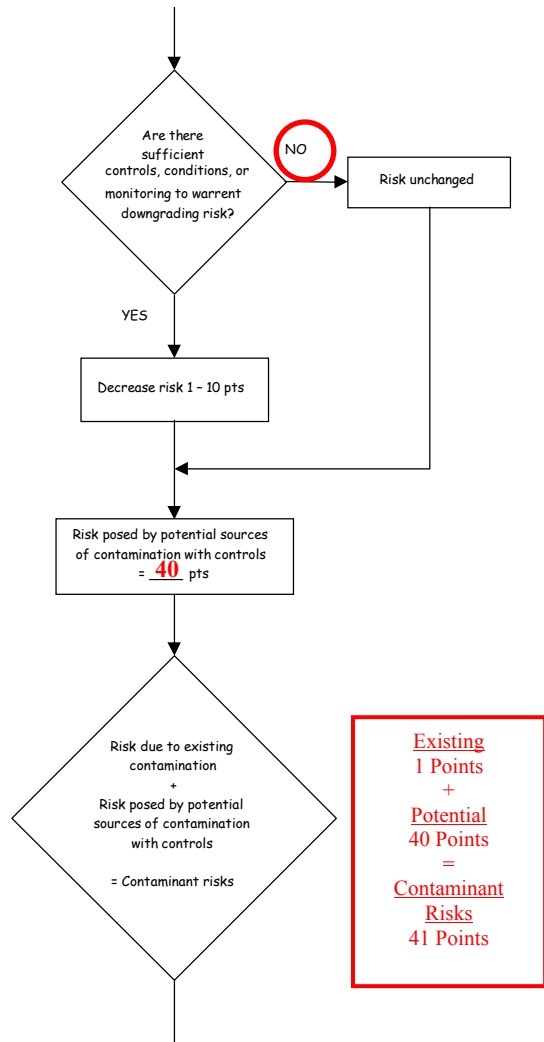 Are there
sufficient
controls, conditions, or
monitoring to warrent
downgrading risk?
NO
Risk unchanged
YES
Decrease risk 1 – 10 pts
Risk posed by potential sources
of contamination with controls
= 40 pts
Risk due to existing
contamination
+
Risk posed by potential
sources of contamination
with controls
= Contaminant risks
Existing
1 Points
+
Potential
40 Points
=
Contaminant
Risks
41 Points